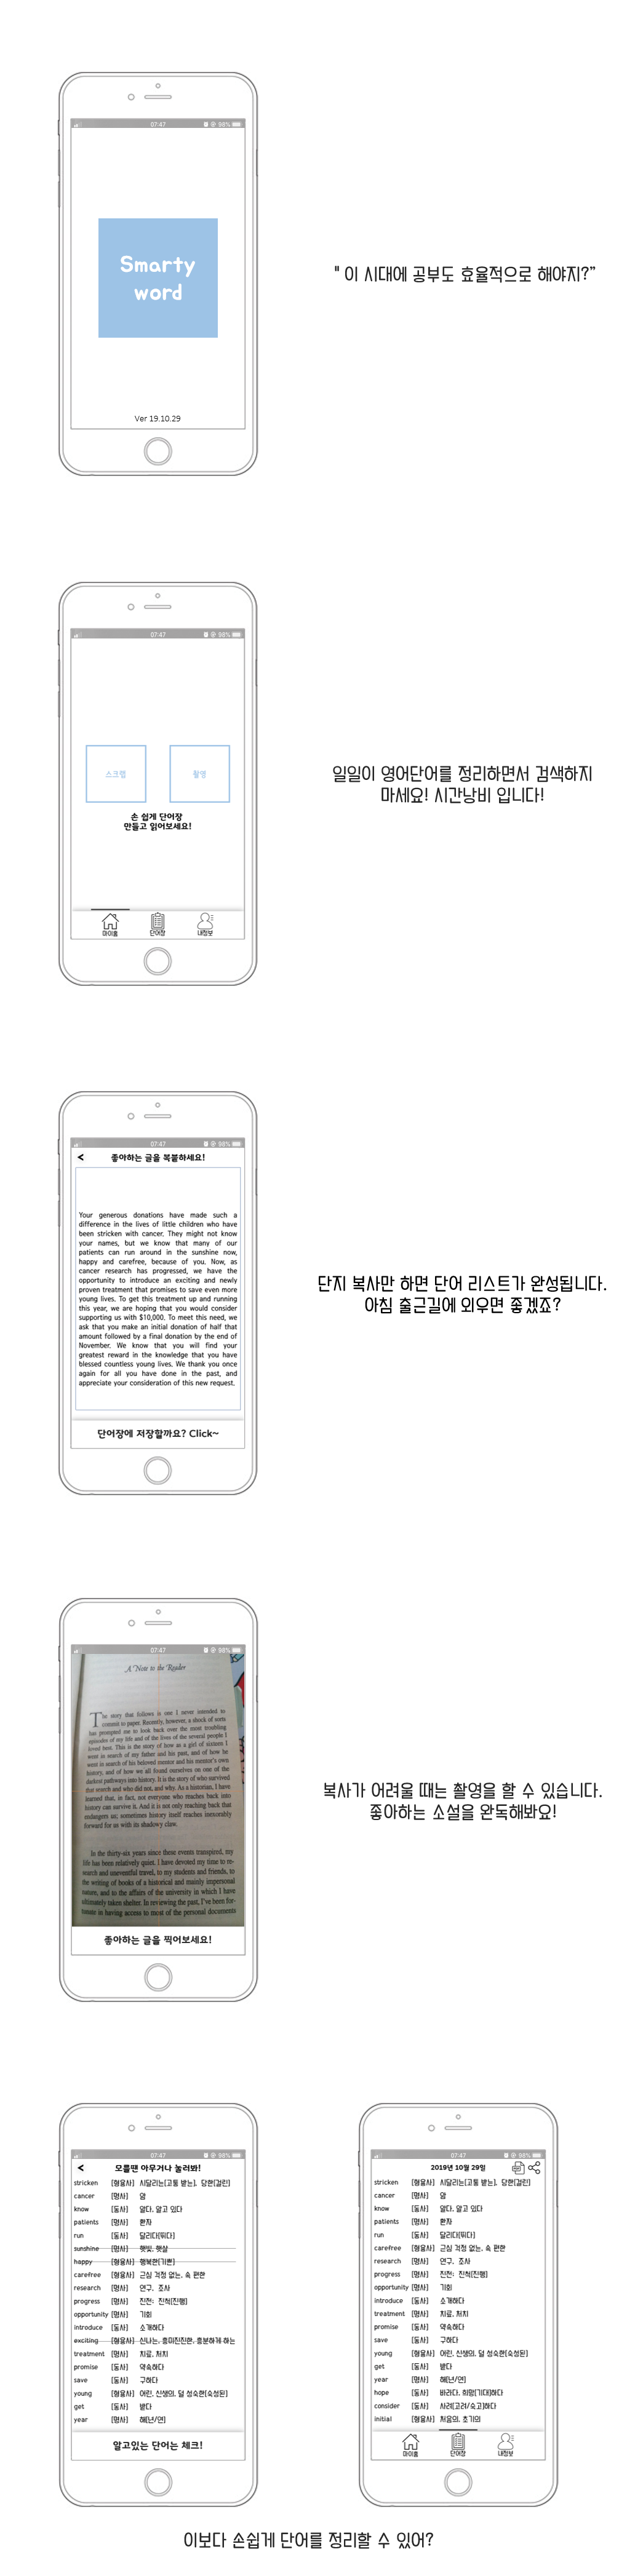 07:47
98%
Smarty
word
Ver 19.10.29
" 이 시대에 공부도 효율적으로 해야지?”
07:47
98%
스크랩
촬영
손 쉽게 단어장
만들고 읽어보세요!
마이홈
단어장
내정보
일일이 영어단어를 정리하면서 검색하지
마세요! 시간낭비 입니다!
07:47
98%
<
좋아하는 글을 복붙하세요!
Your generous donations have made such a
difference in the lives of little children who have
been stricken with cancer. They might not know
your names, but we know that many of our
patients can run around in the sunshine now,
happy and carefree, because of you. Now, as
cancer research has progressed, we have the
opportunity to introduce an exciting and newly
proven treatment that promises to save even more
young lives. To get this treatment up and running
this year, we are hoping that you would consider
supporting us with $10,000. To meet this need, we
ask that you make an initial donation of half that
amount followed by a final donation by the end of
November. We know that you will find your
greatest reward in the knowledge that you have
blessed countless young lives. We thank you once
again for all you have done in the past, and
appreciate your consideration of this new request.
단어장에 저장할까요? Click~
단지 복사만 하면 단어 리스트가 완성됩니다.
아침 출근길에 외우면 좋겠죠?
07:47
98%
A Note to the Reader
The story that follows is one I never intended to
commit to paper. Recently, however, a shock of sorts
has prompted me to look back over the most troubling
episodes of my life and of the lives of the several people I
loved best. This is the story of how as a girl of sixteen I
went in search of my father and his past, and of how he
went in search of his beloved mentor and his mentor's own
history, and of how we all found ourselves on one of the
darkest pathways into history. It is the story of who survived
that search and who did not, and why. As a historian, I have
learned that, in fact, not everyone who reaches back into
history can survive it. And it is not only reaching back that
endangers us; sometimes history itself reaches inexorably
forward for us with its shadowy claw.
In the thirty-six years since these events transpired, my
life has been relatively quiet. I have devoted my time to re-
search and uneventful travel, to my students and friends, to
the writing of books of a historical and mainly impersonal
nature, and to the affairs of the university in which I have
ultimately taken shelter. In reviewing the past, I've been for-
tunate in having access to most of the personal documents
좋아하는 글을 찍어보세요!
복사가 어려울 때는 촬영을 할 수 있습니다.
좋아하는 소설을 완독해봐요!
07:47
98%
<
모를땐 아무거나 눌러봐!
stricken [형용사] 시달리는[고통 받는], 당한[걸린]
cancer [명사] 암
know [동사] 알다, 알고 있다
patients [명사] 환자
run [동사] 달리다[뛰다]
sunshine [명사] 햇빛, 햇살
happy [형용사] 행복한[기쁜]
carefree [형용사] 근심 걱정 없는, 속 편한
research [명사] 연구, 조사
progress [명사] 진전; 진척[진행]
opportunity [명사] 기회
introduce [동사] 소개하다
exciting [형용사] 신나는, 흥미진진한, 흥분하게 하는
treatment [명사] 치료, 처치
promise [동사] 약속하다
save [동사] 구하다
young [형용사] 어린, 신생의, 덜 성숙한[숙성된]
get [동사] 받다
year [명사] 해[년/연]
알고있는 단어는 체크!
07:47
98%
2019년 10월 29일
stricken [형용사] 시달리는[고통 받는], 당한[걸린]
cancer [명사] 암
know [동사] 알다, 알고 있다
patients [명사] 환자
run [동사] 달리다[뛰다]
carefree [형용사] 근심 걱정 없는, 속 편한
research [명사] 연구, 조사
progress [명사] 진전; 진척[진행]
opportunity [명사] 기회
introduce [동사] 소개하다
treatment [명사] 치료, 처치
promise [동사] 약속하다
save [동사] 구하다
young [형용사] 어린, 신생의, 덜 성숙한[숙성된]
get [동사] 받다
year [명사] 해[년/연]
hope [동사] 바라다, 희망[기대]하다
consider [동사] 사려[고려/숙고]하다
initial [형용사] 처음의, 초기의
마이홈
단어장
내정보
이보다 손쉽게 단어를 정리할 수 있어?